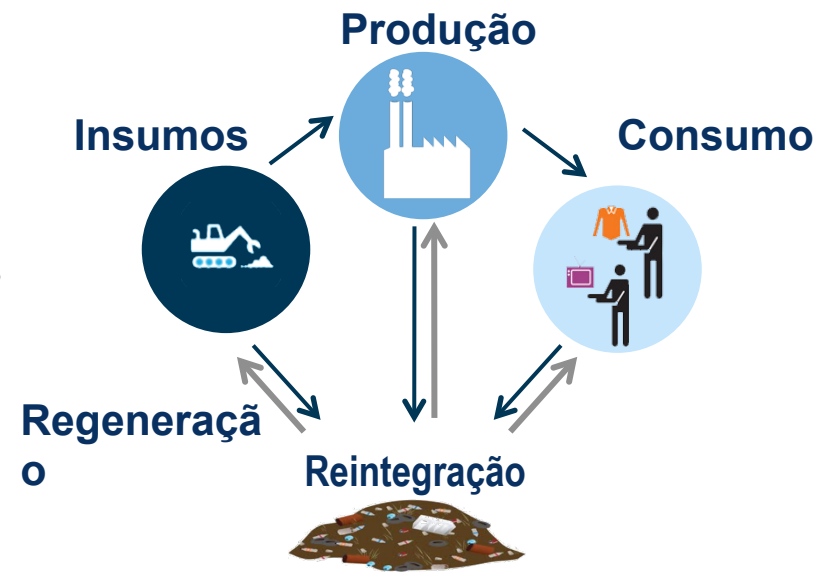 Produção
Insumos
Consumo
Regeneraçã
o
Reintegração